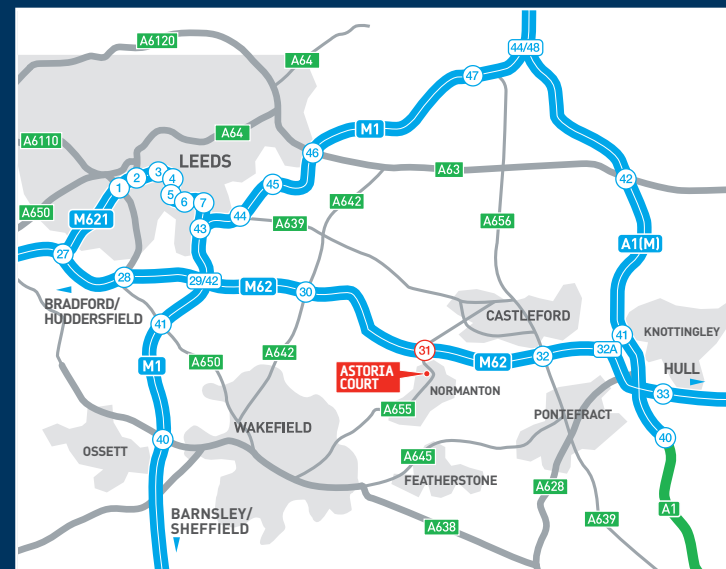 A6120
A64
44/48
47
M1
A6110
A64
LEEDS
46
A63
3
2
4
1
5
6
7
45
42
A650
M621
44
A642
A656
43
A639
A1(M)
27
28
29/42
M62
30
BRADFORD/
HUDDERSFIELD
CASTLEFORD
41
41
KNOTTINGLEY
31
M62
32
32A
HULL
M1
A650
A642
ASTORIA
COURT
33
NORMANTON
A655
PONTEFRACT
WAKEFIELD
40
40
OSSETT
A645
FEATHERSTONE
A628
BARNSLEY/
SHEFFIELD
A638
A639
A1